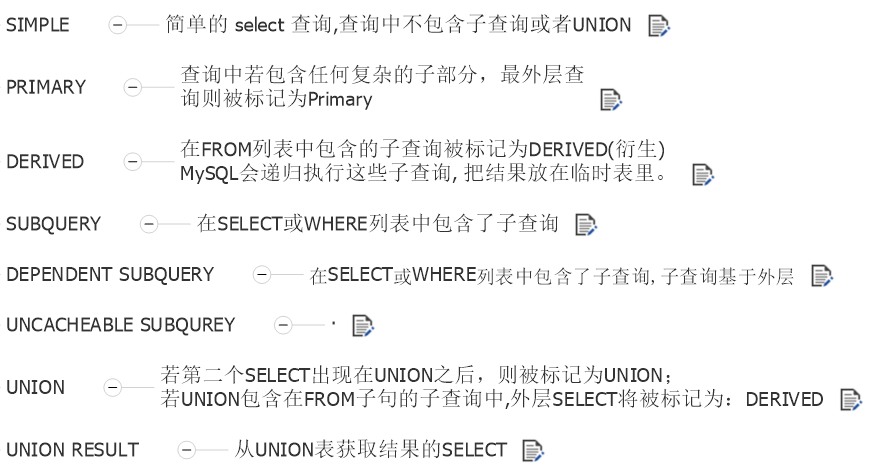 SIMPLE 简单的 select 查询,查询中不包含子查询或者UNION
PRIMARY 查询中若包含任何复杂的子部分，最外层查
询则被标记为Primary
DERIVED 在FROM列表中包含的子查询被标记为DERIVED(衍生)
MySQL会递归执行这些子查询, 把结果放在临时表里。
SUBQUERY 在SELECT或WHERE列表中包含了子查询
DEPENDENT SUBQUERY 在SELECT或WHERE列表中包含了子查询,子查询基于外层
UNCACHEABLE SUBQUREY ·
UNION 若第二个SELECT出现在UNION之后，则被标记为UNION；
若UNION包含在FROM子句的子查询中,外层SELECT将被标记为：DERIVED
UNION RESULT 从UNION表获取结果的SELECT